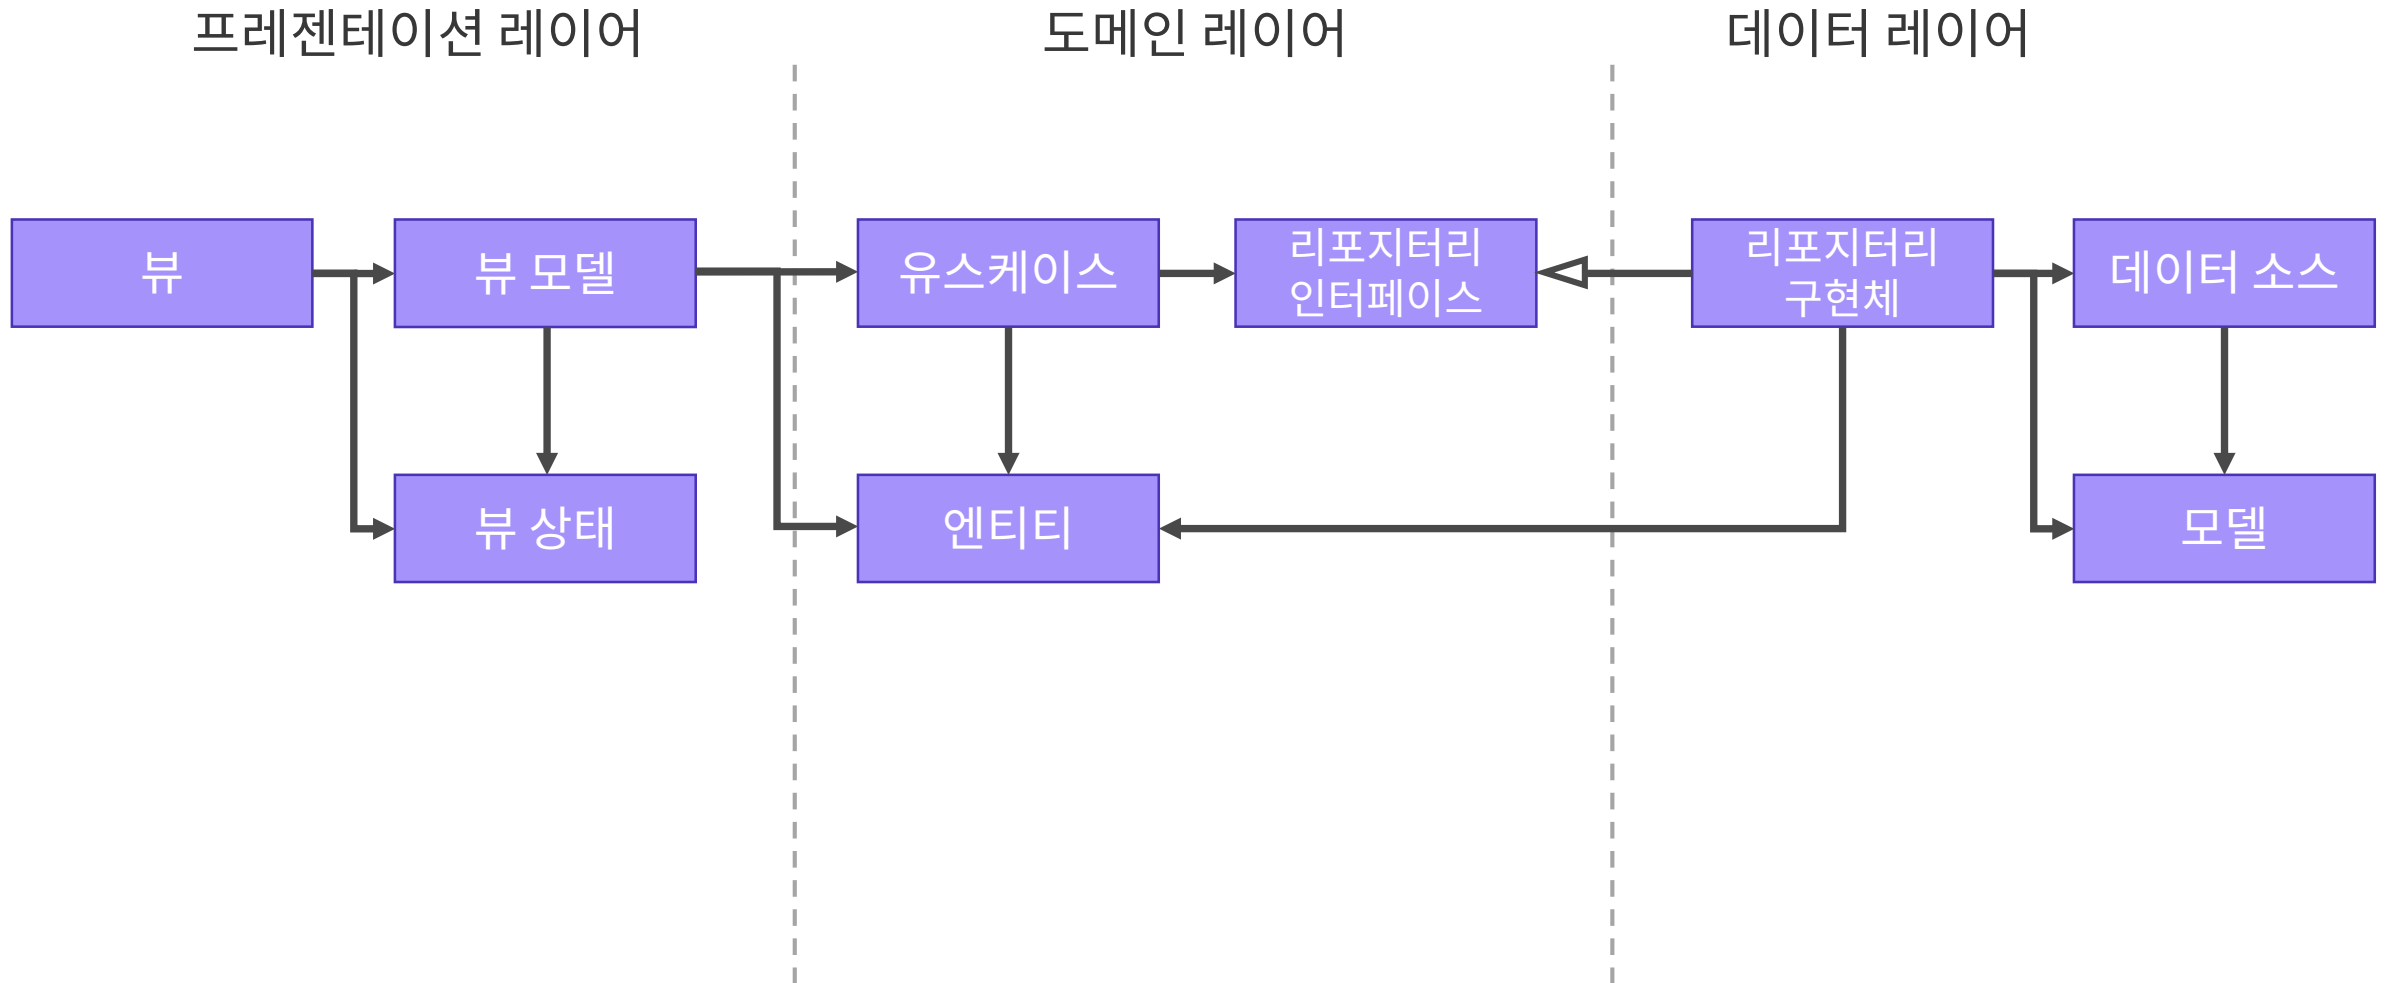 프레젠테이션 레이어
도메인 레이어
데이터 레이어
뷰
뷰 모델
유스케이스
리포지터리
인터페이스
리포지터리
구현체
데이터 소스
뷰 상태
엔티티
모델